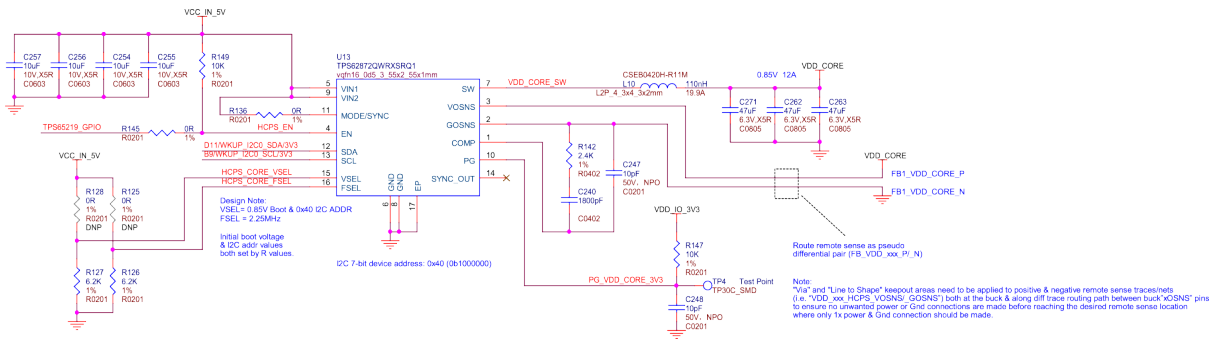 VCC_IN_5V
C257
10uF
10V,X5R
C0603
C256
10uF
10V,X5R
C0603
C254
10uF
10V,X5R
C0603
C255
10uF
10V,X5R
C0603
R149
10K
1%
R0201
U13
TPS62872QWRXSRQ1
vqfn16_0d5_3_55x2_55x1mm
5
VIN1
9
VIN2
11
MODE/SYNC
4
EN
12
SDA
13
SCL
15
VSEL
16
FSEL
SW
7
VOSNS
3
GOSNS
2
COMP
1
PG
10
SYNC_OUT
14
GND
GND
EP
6
8
17
R136
0R
R0201
1%
TPS65219_GPIO
R145
0R
R0201
1%
HCPS_EN
D11/WKUP_I2C0_SDA/3V3
B9/WKUP_I2C0_SCL/3V3
HCPS_CORE_VSEL
HCPS_CORE_FSEL
VCC_IN_5V
R128
0R
1%
R0201
DNP
R125
0R
1%
R0201
DNP
R127
6.2K
1%
R0201
R126
6.2K
1%
R0201
Design Note:
VSEL= 0.85V Boot & 0x40 I2C ADDR
FSEL = 2.25MHz
Initial boot voltage
& I2C addr values
both set by R values.
I2C 7-bit device address: 0x40 (0b1000000)
VDD_CORE_SW
CSEB0420H-R11M
L10
110nH
L2P_4_3x4_3x2mm
19.9A
0.85V 12A
VDD_CORE
C271
47uF
6.3V,X5R
C0805
C262
47uF
6.3V,X5R
C0805
C263
47uF
6.3V,X5R
C0805
R142
2.4K
1%
R0402
C240
1800pF
C0402
C247
10pF
50V, NPO
C0201
VDD_CORE
FB1_VDD_CORE_P
FB1_VDD_CORE_N
VDD_IO_3V3
R147
10K
1%
R0201
PG_VDD_CORE_3V3
TP4
Test Point
TP30C_SMD
C248
10pF
50V, NPO
C0201
Route remote sense as pseudo
differential pair (FB_VDD_xxx_P/_N)
Note:
"Via" and "Line to Shape" keepout areas need to be applied to positive & negative remote sense traces/nets
(i.e. "VDD_xxx_HCPS_VOSNS/_GOSNS") both at the buck & along diff trace routing path between buck"xOSNS" pins
to ensure no unwanted power or Gnd connections are made before reaching the desired remote sense location
where only 1x power & Gnd connection should be made.